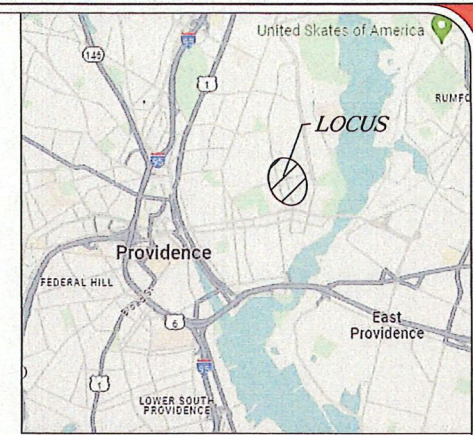 United Skates of America
146
95
1
RUMFO
LOCUS
95
Providence
FEDERAL HILL
6
East
Providence
95
1
LOWER SOUTH
PROVIDENCE